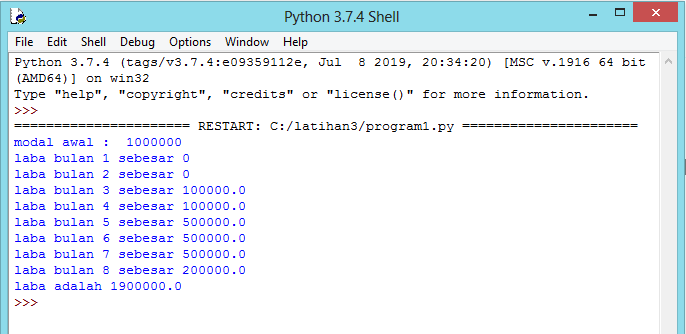 Python 3.7.4 Shell
File Edit Shell Debug Options Window Help
Python 3.7.4 (tags/v3.7.4:e09359112e, Jul  8 2019, 20:34:20) [MSC v.1916 64 bit
(AMD64)] on win32
Type "help", "copyright", "credits" or "license()" for more information.
>>>
====================== RESTART: C:/latihan3/program1.py ======================
modal awal :  1000000
laba bulan 1 sebesar 0
laba bulan 2 sebesar 0
laba bulan 3 sebesar 100000.0
laba bulan 4 sebesar 100000.0
laba bulan 5 sebesar 500000.0
laba bulan 6 sebesar 500000.0
laba bulan 7 sebesar 500000.0
laba bulan 8 sebesar 200000.0
laba adalah 1900000.0
>>>